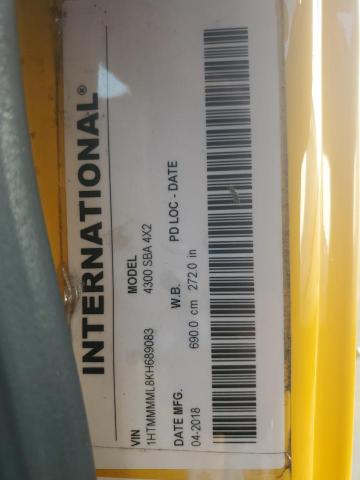 INTERNATIONAL®
VIN MODEL
1HTMMMML8KH689083 4300 SBA 4X2
DATE MFG. W.B. PD LOC - DATE
04-2018 690.0 cm 272.0 in